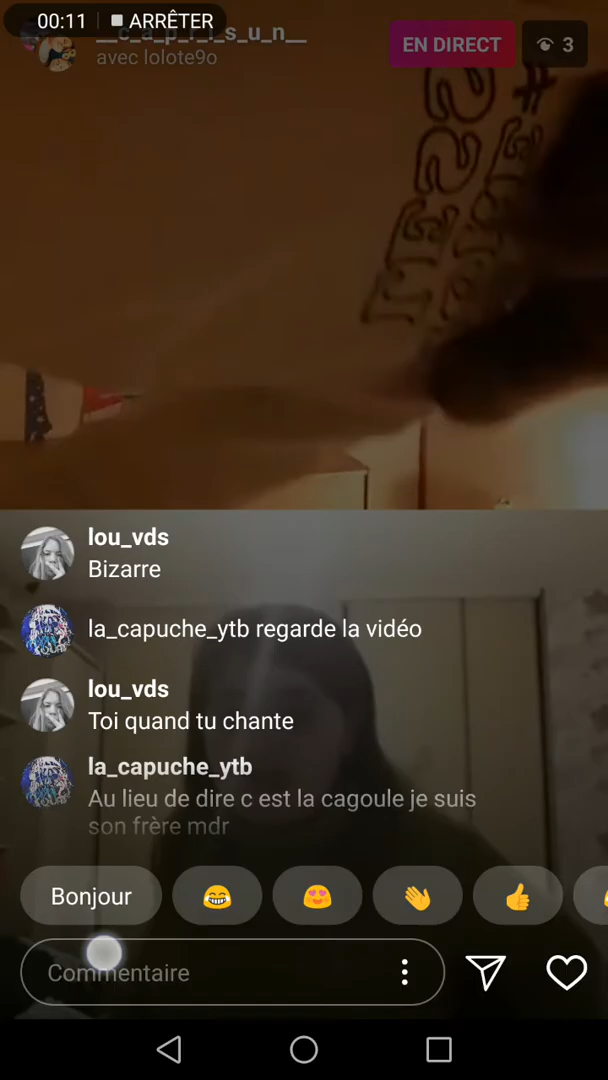 00:11 ARRÊTER
__c_a_p_r_i_s_u_n__
avec lolote9o
EN DIRECT
3
lou_vds
Bizarre
la_capuche_ytb regarde la vidéo
lou_vds
Toi quand tu chante
la_capuche_ytb
Au lieu de dire c est la cagoule je suis
son frère mdr
Bonjour
Commentaire